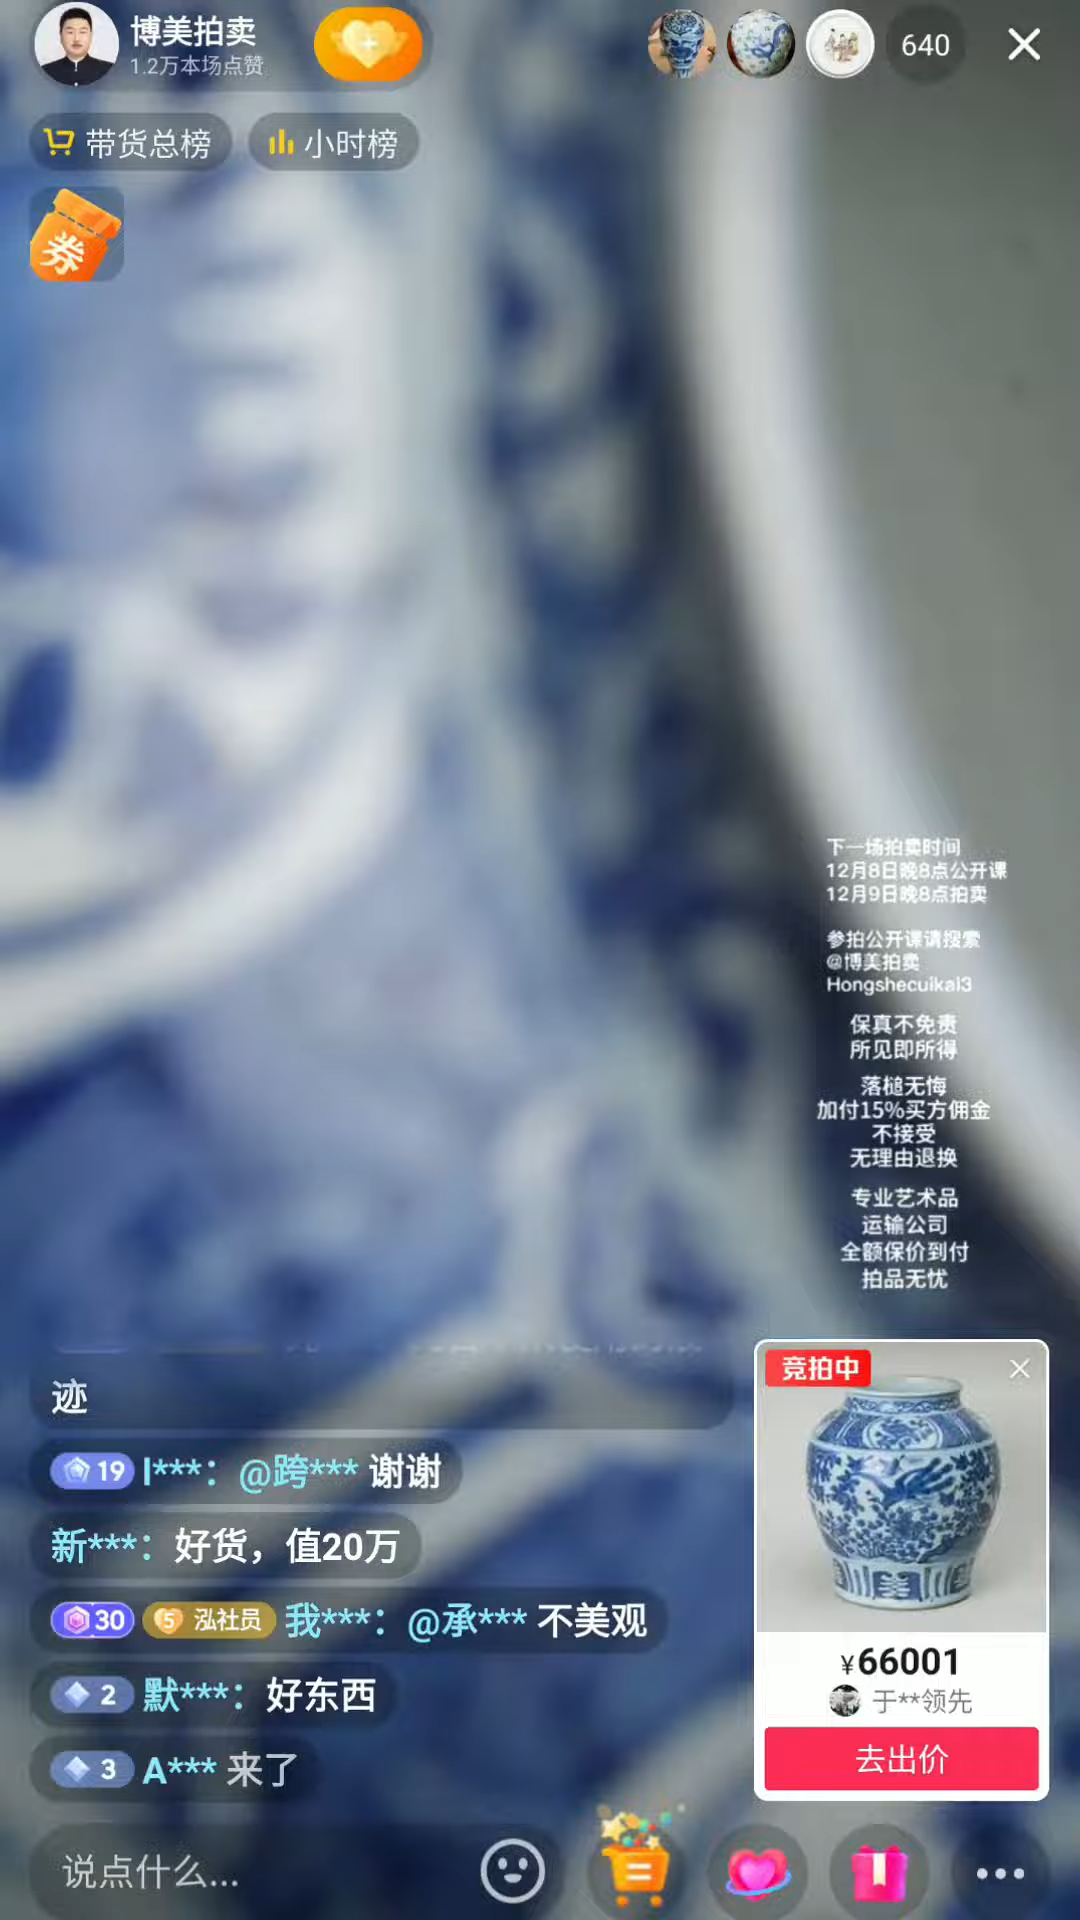 博美拍卖
1.2万本场点赞
640
带货总榜
小时榜
券
下一场拍卖时间
12月8日晚8点公开课
12月9日晚8点拍卖
参拍公开课请搜索
@博美拍卖
Hongshecuikal3
保真不免责
所见即所得
落槌无悔
加付15%买方佣金
不接受
无理由退换
专业艺术品
运输公司
全额保价到付
拍品无忧
迹
19 l***：@跨*** 谢谢
新***：好货，值20万
30 5 泓社员 我***：@承*** 不美观
2 默***：好东西
3 A*** 来了
竞拍中
¥66001
于**领先
去出价
说点什么...